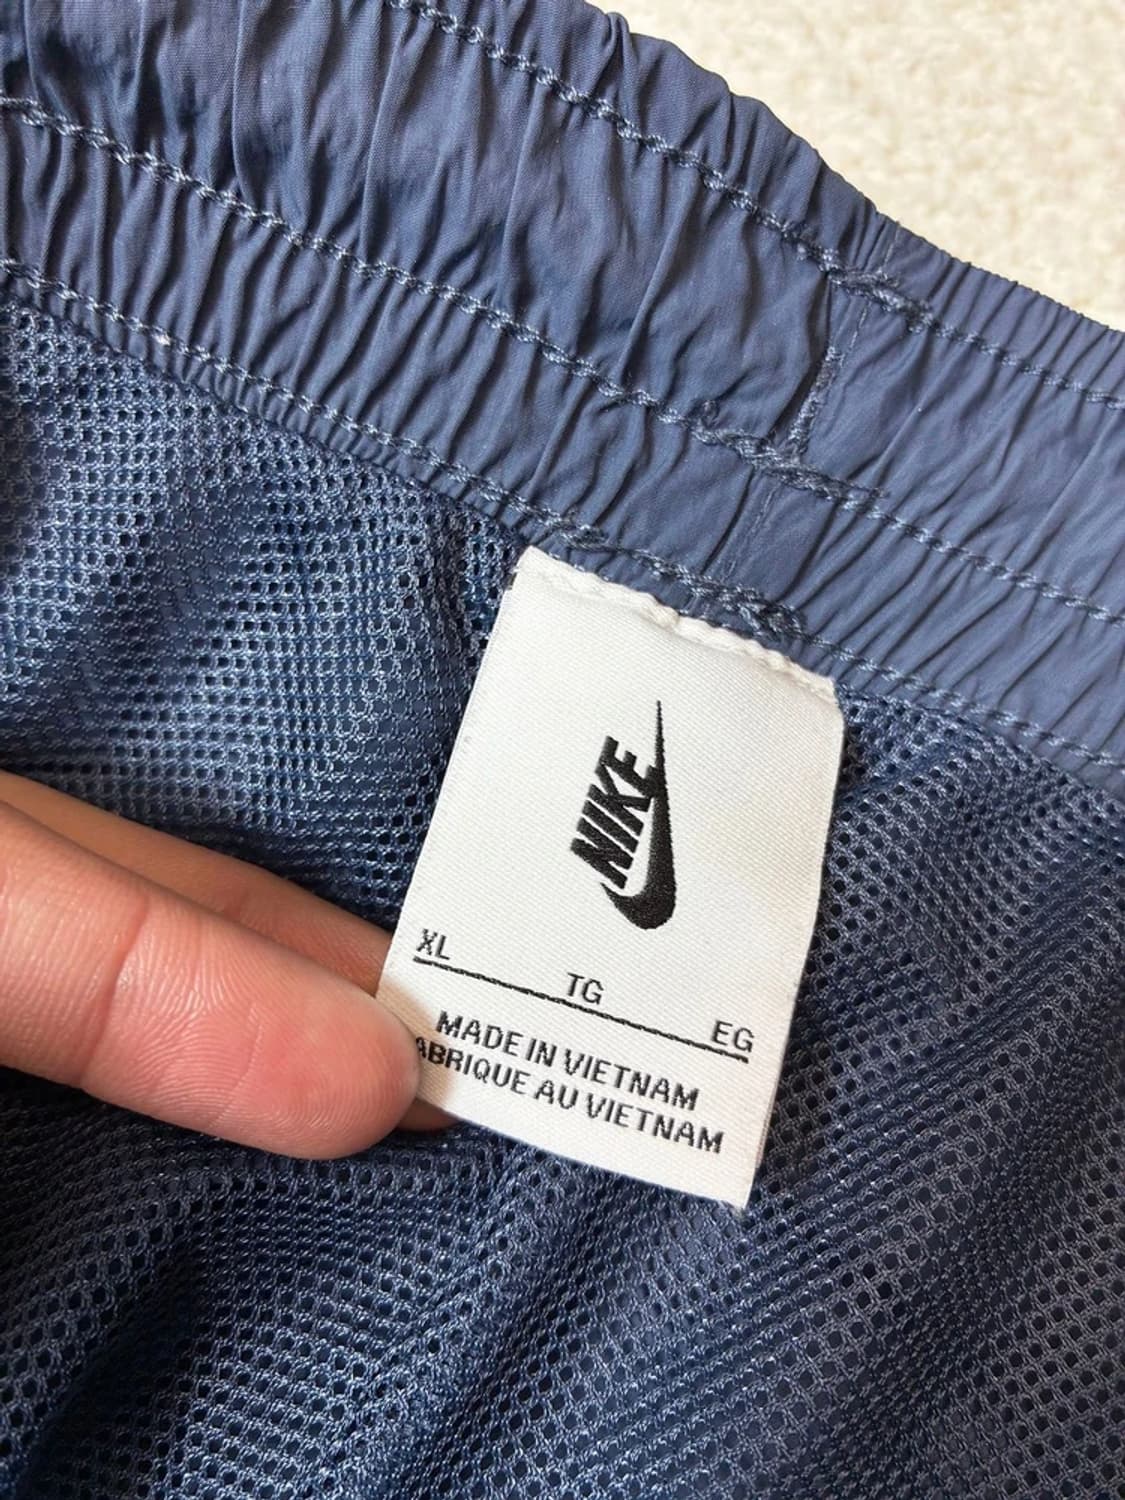 NIKE
XL
TG
EG
MADE IN VIETNAM
ABRIQUE AU VIETNAM